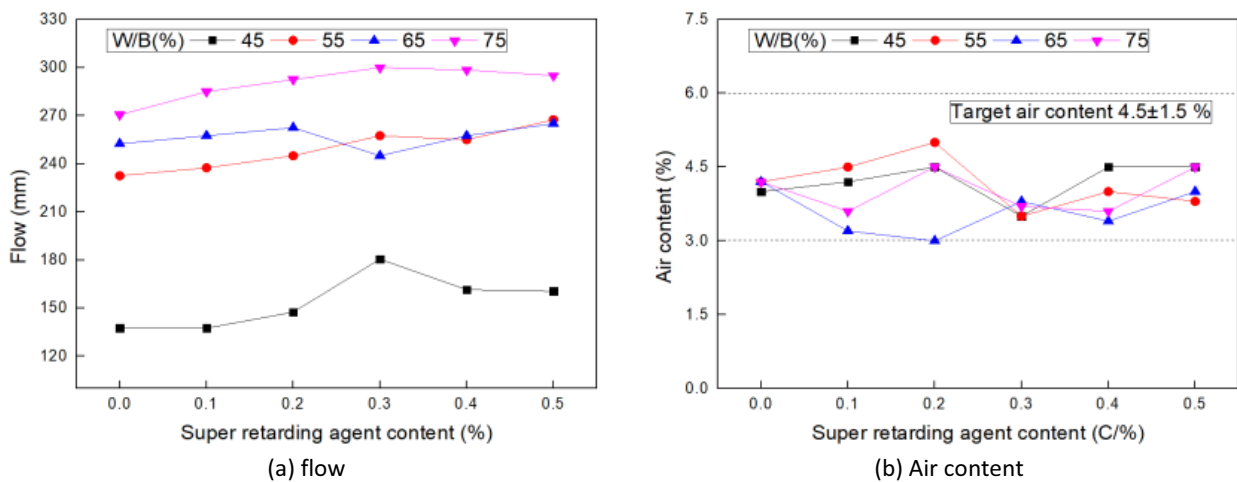 W/B(%) 45 55 65 75
330
300
270
240
210
180
150
120
Flow (mm)
0.0 0.1 0.2 0.3 0.4 0.5
Super retarding agent content (%)
(a) flow
W/B(%) 45 55 65 75
Target air content 4.5±1.5 %
7.5
6.0
4.5
3.0
1.5
0.0
Air content (%)
0.0 0.1 0.2 0.3 0.4 0.5
Super retarding agent content (C/%)
(b) Air content